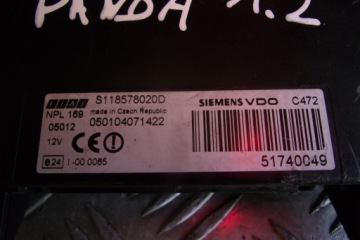 PANDA 1.2
FIAT S118578020D SIEMENS VDO C472
NPL 169 made in Czech Republic
05012 050104071422
12V CE !
e24 I-00 0065 51740049